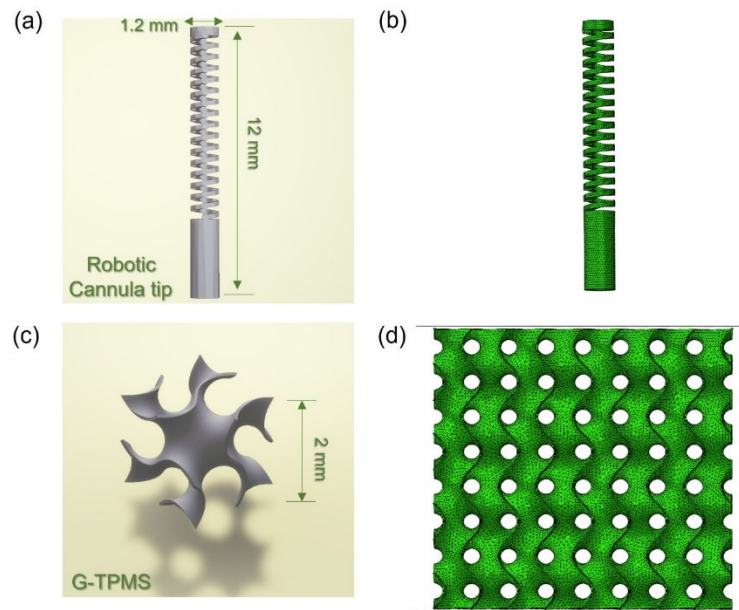 (a)
1.2 mm
12 mm
Robotic
Cannula tip
(b)
(c)
2 mm
G-TPMS
(d)